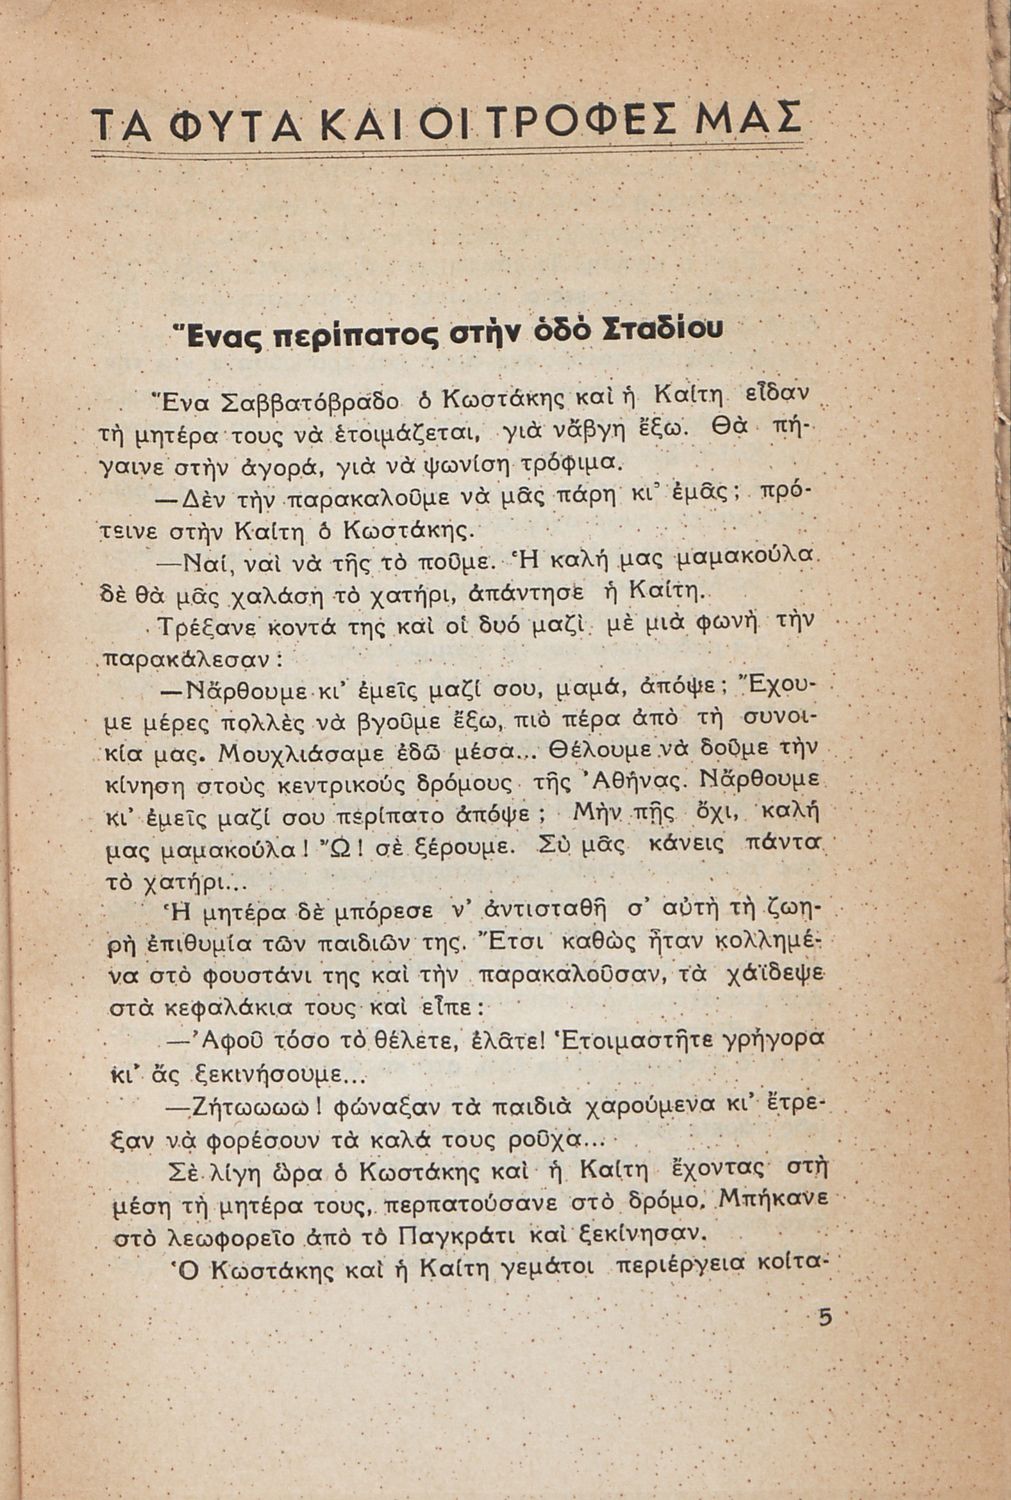 ΤΑ ΦΥΤΑ ΚΑΙ ΟΙ ΤΡΟΦΕΣ ΜΑΣ
Ἕνας περίπατος στὴν ὁδὸ Σταδίου
Ἕνα Σαββατόβραδο ὁ Κωστάκης καὶ ἡ Καίτη εἶδαν
τὴ μητέρα τους νὰ ἑτοιμάζεται, γιὰ νἄβγη ἔξω. Θὰ πή-
γαινε στὴν ἀγορά, γιὰ νὰ ψωνίση τρόφιμα.
—Δὲν τὴν παρακαλοῦμε νὰ μᾶς πάρη κι᾿ ἐμᾶς; πρό-
τεινε στὴν Καίτη ὁ Κωστάκης.
—Ναί, ναὶ νὰ τῆς τὸ ποῦμε. Ἡ καλή μας μαμακούλα
δὲ θὰ μᾶς χαλάση τὸ χατήρι, ἀπάντησε ἡ Καίτη.
Τρέξανε κοντά της καὶ οἱ δυό μαζὶ μὲ μιὰ φωνὴ τὴν
παρακάλεσαν:
—Νἄρθουμε κι᾿ ἐμεῖς μαζί σου, μαμά, ἀπόψε; Ἔχου-
με μέρες πολλὲς νὰ βγοῦμε ἔξω, πιὸ πέρα ἀπὸ τὴ συνοι-
κία μας. Μουχλιάσαμε ἐδῶ μέσα... Θέλουμε νὰ δοῦμε τὴν
κίνηση στοὺς κεντρικούς δρόμους τῆς Ἀθήνας. Νἄρθουμε
κι᾿ ἐμεῖς μαζί σου περίπατο ἀπόψε; Μὴν πῆς ὄχι, καλή
μας μαμακούλα! Ὢ! σὲ ξέρουμε. Σὺ μᾶς κάνεις πάντα
τὸ χατήρι...
Ἡ μητέρα δὲ μπόρεσε ν᾿ ἀντισταθῆ σ᾿ αὐτὴ τὴ ζωη-
ρὴ ἐπιθυμία τῶν παιδιῶν της. Ἔτσι καθὼς ἦταν κολλημέ-
να στὸ φουστάνι της καὶ τὴν παρακαλοῦσαν, τὰ χάϊδεψε
στὰ κεφαλάκια τους καὶ εἶπε:
—Ἀφοῦ τόσο τὸ θέλετε, ἐλᾶτε! Ἑτοιμαστῆτε γρήγορα
κι᾿ ἄς ξεκινήσουμε...
—Ζήτωωωω! φώναξαν τὰ παιδιὰ χαρούμενα κι᾿ ἔτρε-
ξαν νὰ φορέσουν τὰ καλά τους ροῦχα...
Σὲ λίγη ὥρα ὁ Κωστάκης καὶ ἡ Καίτη ἔχοντας στὴ
μέση τὴ μητέρα τους, περπατούσανε στὸ δρόμο. Μπήκανε
στὸ λεωφορεῖο ἀπὸ τὸ Παγκράτι καὶ ξεκίνησαν.
Ὁ Κωστάκης καὶ ἡ Καίτη γεμάτοι περιέργεια κοίτα-
5